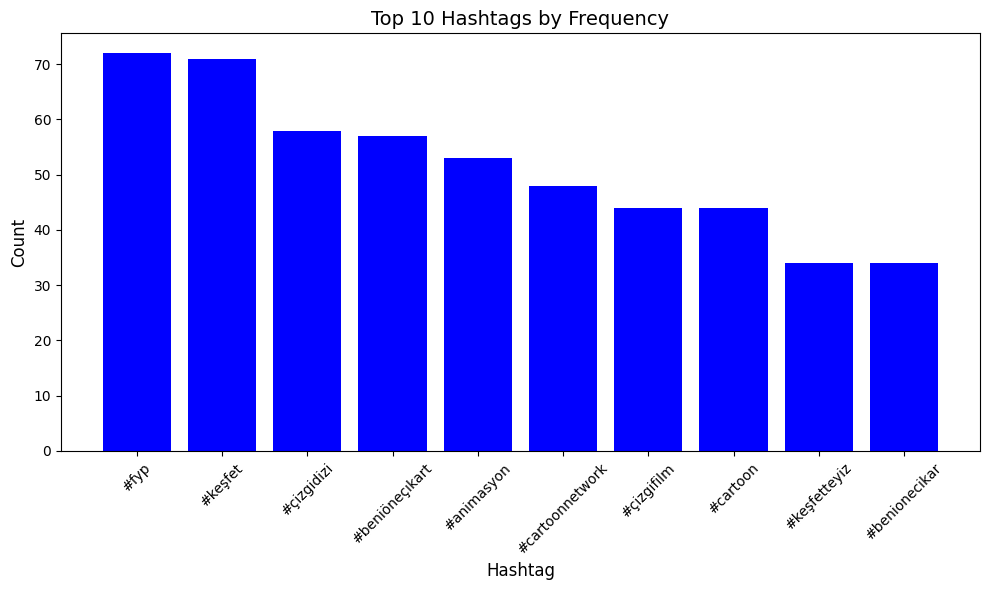 Top 10 Hashtags by Frequency
Count
70
60
50
40
30
20
10
0
#fyp
#keşfet
#çizgidizi
#beniöneçıkart
#animasyon
#cartoonnetwork
#çizgifilm
#cartoon
#keşfetteyiz
#benionecikar
Hashtag